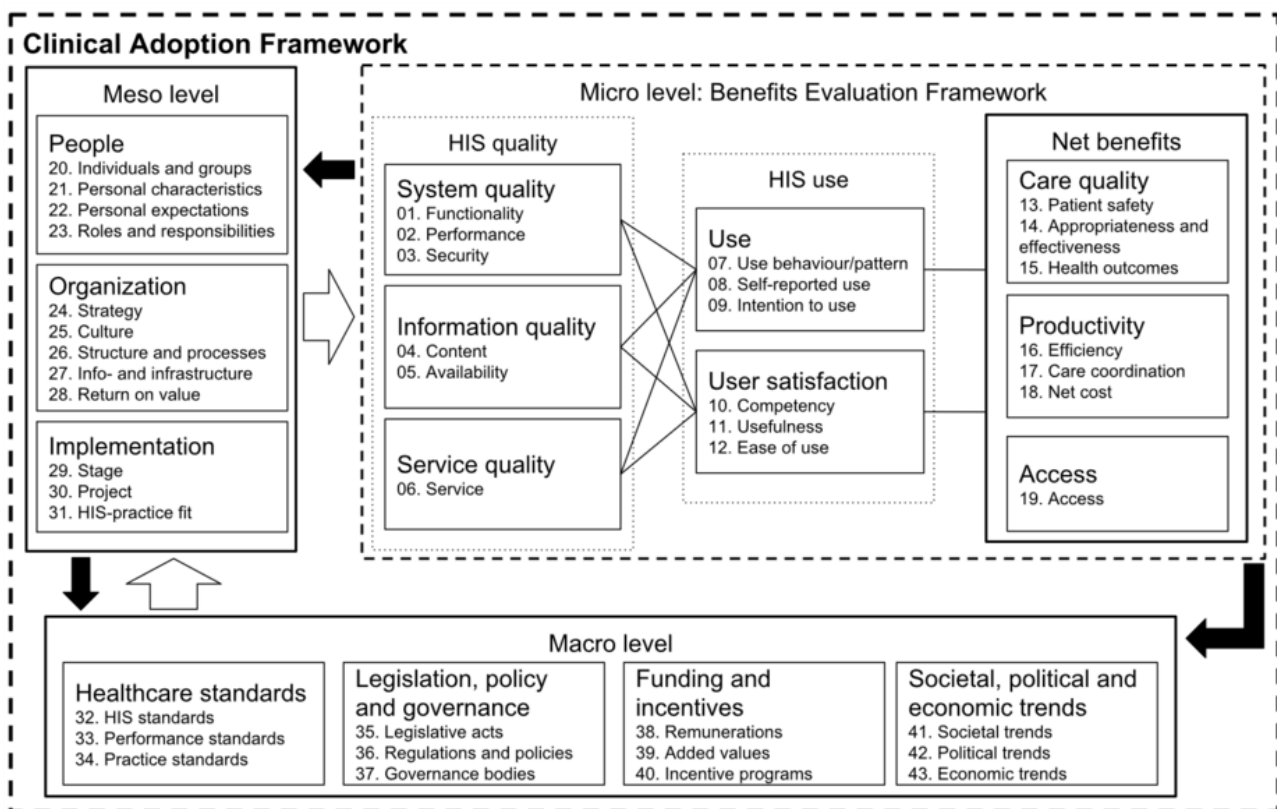 Clinical Adoption Framework
Meso level
People
20. Individuals and groups
21. Personal characteristics
22. Personal expectations
23. Roles and responsibilities
Organization
24. Strategy
25. Culture
26. Structure and processes
27. Info- and infrastructure
28. Return on value
Implementation
29. Stage
30. Project
31. HIS-practice fit
Micro level: Benefits Evaluation Framework
HIS quality
System quality
01. Functionality
02. Performance
03. Security
Information quality
04. Content
05. Availability
Service quality
06. Service
HIS use
Use
07. Use behaviour/pattern
08. Self-reported use
09. Intention to use
User satisfaction
10. Competency
11. Usefulness
12. Ease of use
Net benefits
Care quality
13. Patient safety
14. Appropriateness and
effectiveness
15. Health outcomes
Productivity
16. Efficiency
17. Care coordination
18. Net cost
Access
19. Access
Macro level
Healthcare standards
32. HIS standards
33. Performance standards
34. Practice standards
Legislation, policy
and governance
35. Legislative acts
36. Regulations and policies
37. Governance bodies
Funding and
incentives
38. Remunerations
39. Added values
40. Incentive programs
Societal, political and
economic trends
41. Societal trends
42. Political trends
43. Economic trends